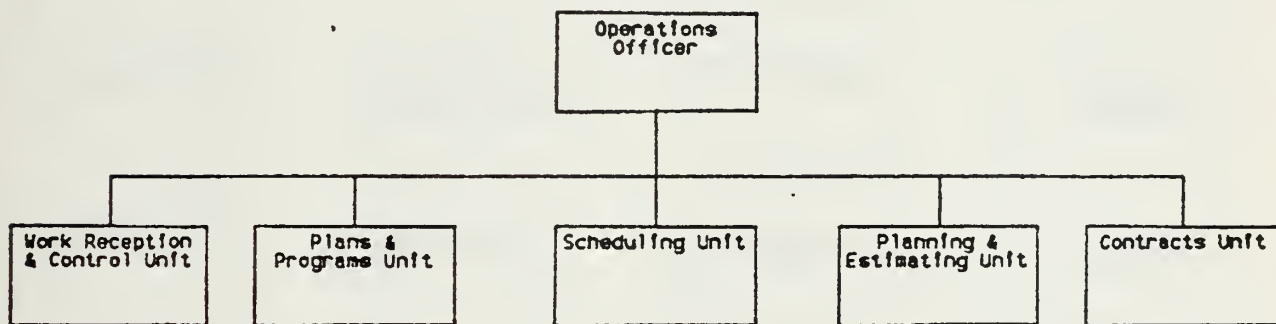 Operations
Officer
Work Reception
& Control Unit
Plans &
Programs Unit
Scheduling Unit
Planning &
Estimating Unit
Contracts Unit